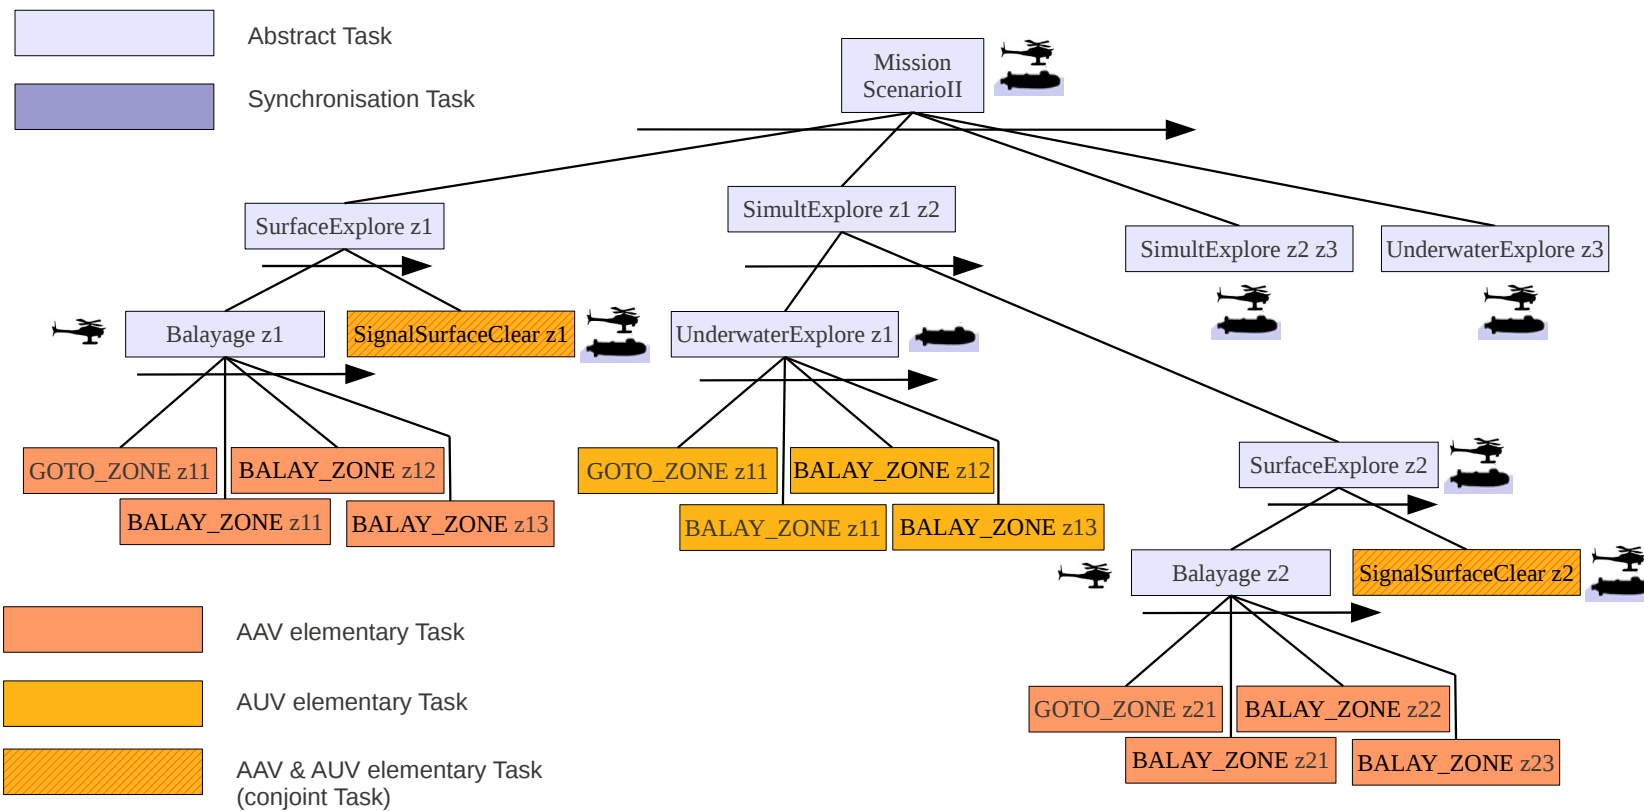 Abstract Task
Synchronisation Task
Mission
ScenarioII
SurfaceExplore z1
SimultExplore z1 z2
SimultExplore z2 z3
UnderwaterExplore z3
Balayage z1
SignalSurfaceClear z1
UnderwaterExplore z1
GOTO_ZONE z11
BALAY_ZONE z12
BALAY_ZONE z11
BALAY_ZONE z13
GOTO_ZONE z11
BALAY_ZONE z12
BALAY_ZONE z11
BALAY_ZONE z13
SurfaceExplore z2
Balayage z2
SignalSurfaceClear z2
GOTO_ZONE z21
BALAY_ZONE z22
BALAY_ZONE z21
BALAY_ZONE z23
AAV elementary Task
AUV elementary Task
AAV & AUV elementary Task
(conjoint Task)